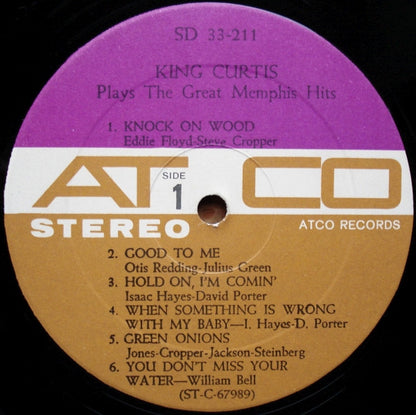 SD 33-211
KING CURTIS
Plays The Great Memphis Hits
1. KNOCK ON WOOD
Eddie Floyd-Steve Cropper
ATCO
SIDE
1
STEREO
ATCO RECORDS
2. GOOD TO ME
Otis Redding-Julius Green
3. HOLD ON, I'M COMIN'
Isaac Hayes-David Porter
4. WHEN SOMETHING IS WRONG
WITH MY BABY—I. Hayes-D. Porter
5. GREEN ONIONS
Jones-Cropper-Jackson-Steinberg
6. YOU DON'T MISS YOUR
WATER—William Bell
(ST-C-67989)